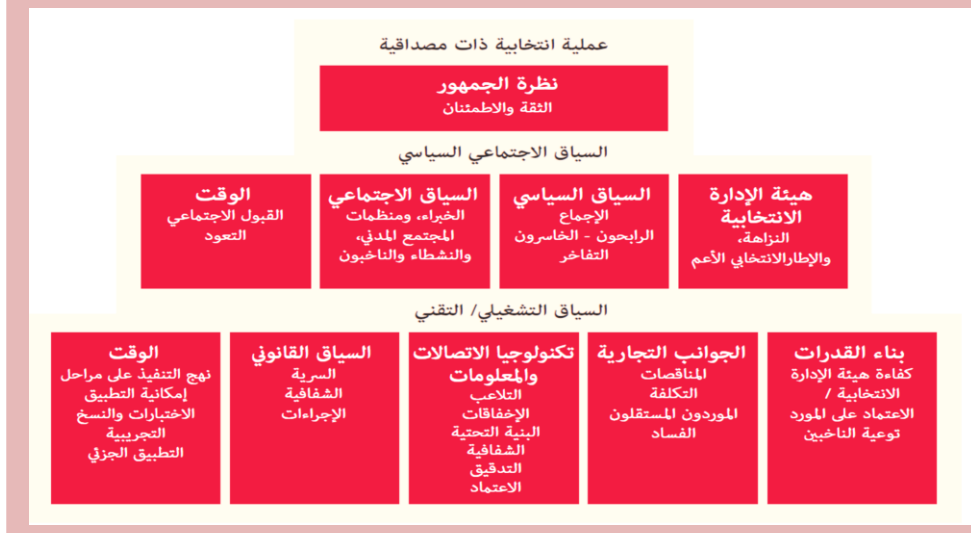 عملية انتخابية ذات مصداقية
نظرة الجمهور
الثقة والاطمئنان
السياق الاجتماعي السياسي
هيئة الإدارة
الانتخابية
النزاهة،
والإطارالانتخابي الأعم
السياق السياسي
الإجماع
الرابحون - الخاسرون
التفاخر
السياق الاجتماعي
الخبراء، ومنظمات
المجتمع المدني،
والنشطاء والناخبون
الوقت
القبول الاجتماعي
التعود
السياق التشغيلي/ التقني
بناء القدرات
كفاءة هيئة الإدارة
الانتخابية /
الاعتماد على المورد
توعية الناخبين
الجوانب التجارية
المناقصات
التكلفة
الموردون المستقلون
الفساد
تكنولوجيا الاتصالات
والمعلومات
التلاعب
الإخفاقات
البنية التحتية
الشفافية
التدقيق
الاعتماد
السياق القانوني
السرية
الشفافية
الإجراءات
الوقت
نهج التنفيذ على مراحل
إمكانية التطبيق
الاختبارات والنسخ
التجريبية
التطبيق الجزئي